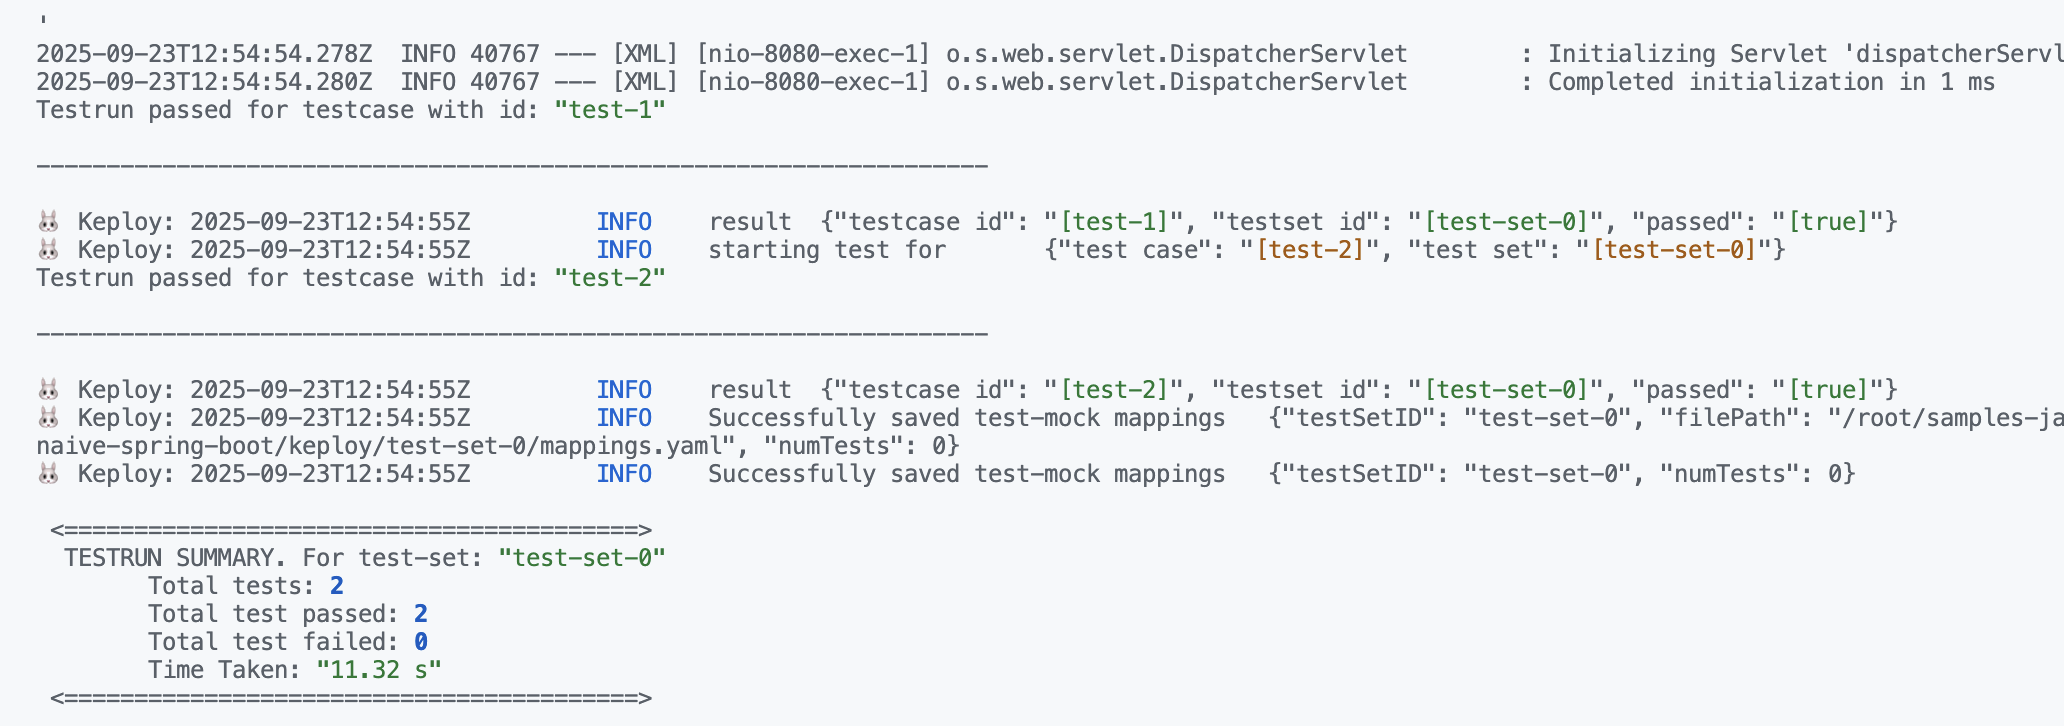 '
2025-09-23T12:54:54.278Z  INFO 40767 --- [XML] [nio-8080-exec-1] o.s.web.servlet.DispatcherServlet        : Initializing Servlet 'dispatcherServl
2025-09-23T12:54:54.280Z  INFO 40767 --- [XML] [nio-8080-exec-1] o.s.web.servlet.DispatcherServlet        : Completed initialization in 1 ms
Testrun passed for testcase with id: "test-1"
--------------------------------------------------------------------
🐰 Keploy: 2025-09-23T12:54:55Z         INFO    result  {"testcase id": "[test-1]", "testset id": "[test-set-0]", "passed": "[true]"}
🐰 Keploy: 2025-09-23T12:54:55Z         INFO    starting test for       {"test case": "[test-2]", "test set": "[test-set-0]"}
Testrun passed for testcase with id: "test-2"
--------------------------------------------------------------------
🐰 Keploy: 2025-09-23T12:54:55Z         INFO    result  {"testcase id": "[test-2]", "testset id": "[test-set-0]", "passed": "[true]"}
🐰 Keploy: 2025-09-23T12:54:55Z         INFO    Successfully saved test-mock mappings   {"testSetID": "test-set-0", "filePath": "/root/samples-ja
naive-spring-boot/keploy/test-set-0/mappings.yaml", "numTests": 0}
🐰 Keploy: 2025-09-23T12:54:55Z         INFO    Successfully saved test-mock mappings   {"testSetID": "test-set-0", "numTests": 0}
 <=========================================>
  TESTRUN SUMMARY. For test-set: "test-set-0"
        Total tests: 2
        Total test passed: 2
        Total test failed: 0
        Time Taken: "11.32 s"
 <=========================================>